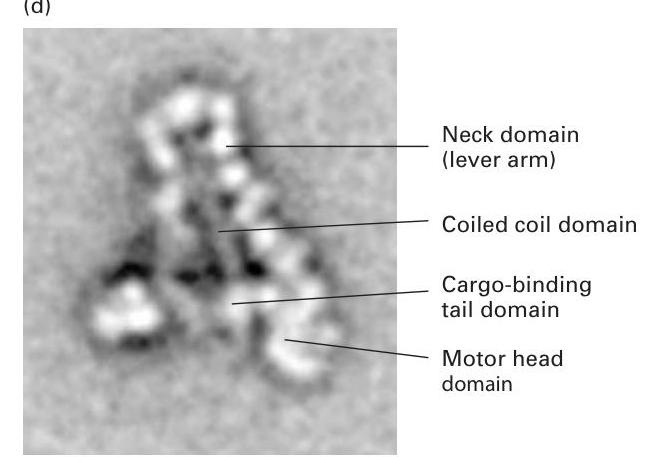 (d)
Neck domain
(lever arm)
Coiled coil domain
Cargo-binding
tail domain
Motor head
domain